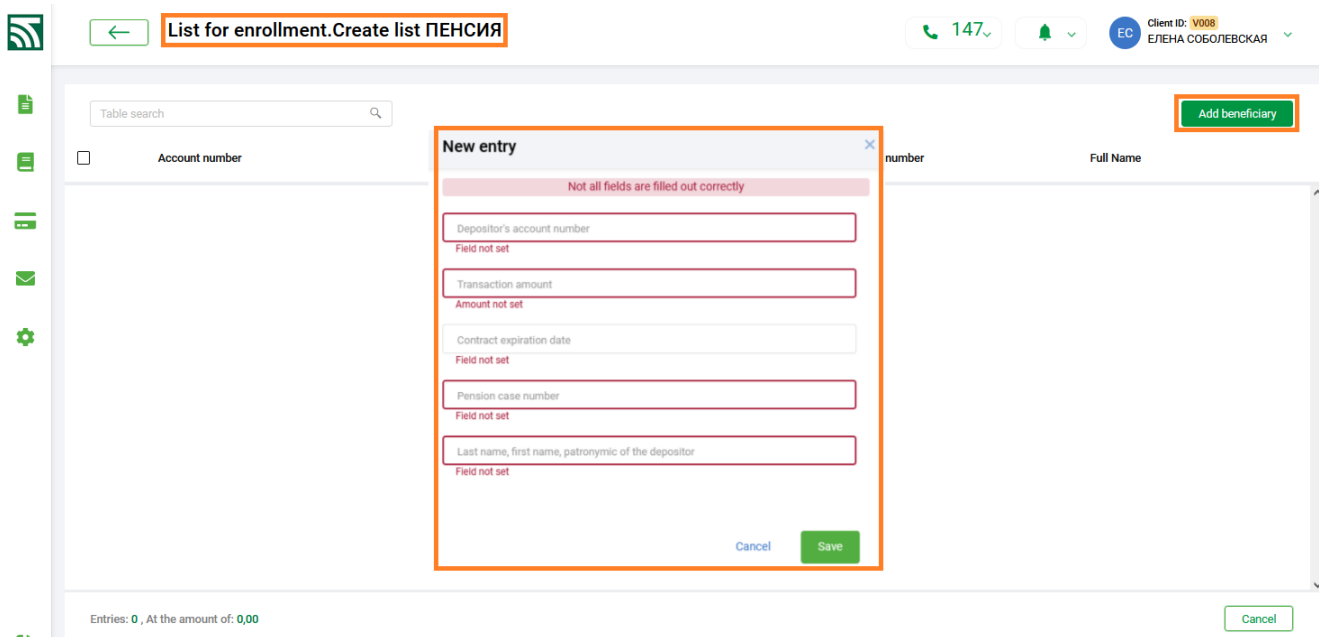 List for enrollment.Create list ПЕНСИЯ
147
EC
Client ID: V008
ЕЛЕНА СОБОЛЕВСКАЯ
Table search
Add beneficiary
Account number
number
Full Name
New entry
Not all fields are filled out correctly
Depositor's account number
Field not set
Transaction amount
Amount not set
Contract expiration date
Field not set
Pension case number
Field not set
Last name, first name, patronymic of the depositor
Field not set
Cancel
Save
Entries: 0 , At the amount of: 0,00
Cancel